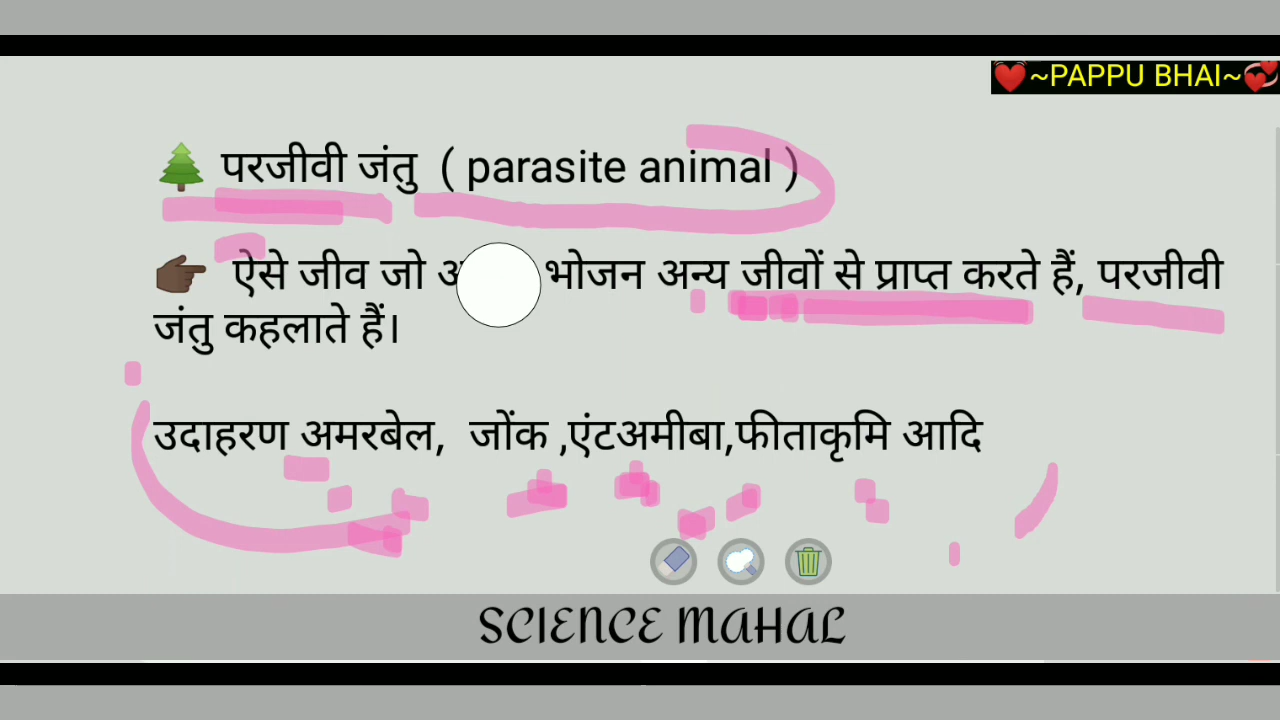 ~PAPPU BHAI~
परजीवी जंतु ( parasite animal )
ऐसे जीव जो भोजन अन्य जीवों से प्राप्त करते हैं, परजीवी
जंतु कहलाते हैं।
उदाहरण अमरबेल, जोंक ,एंटअमीबा,फीताकृमि आदि
SCIENCE MAHAL